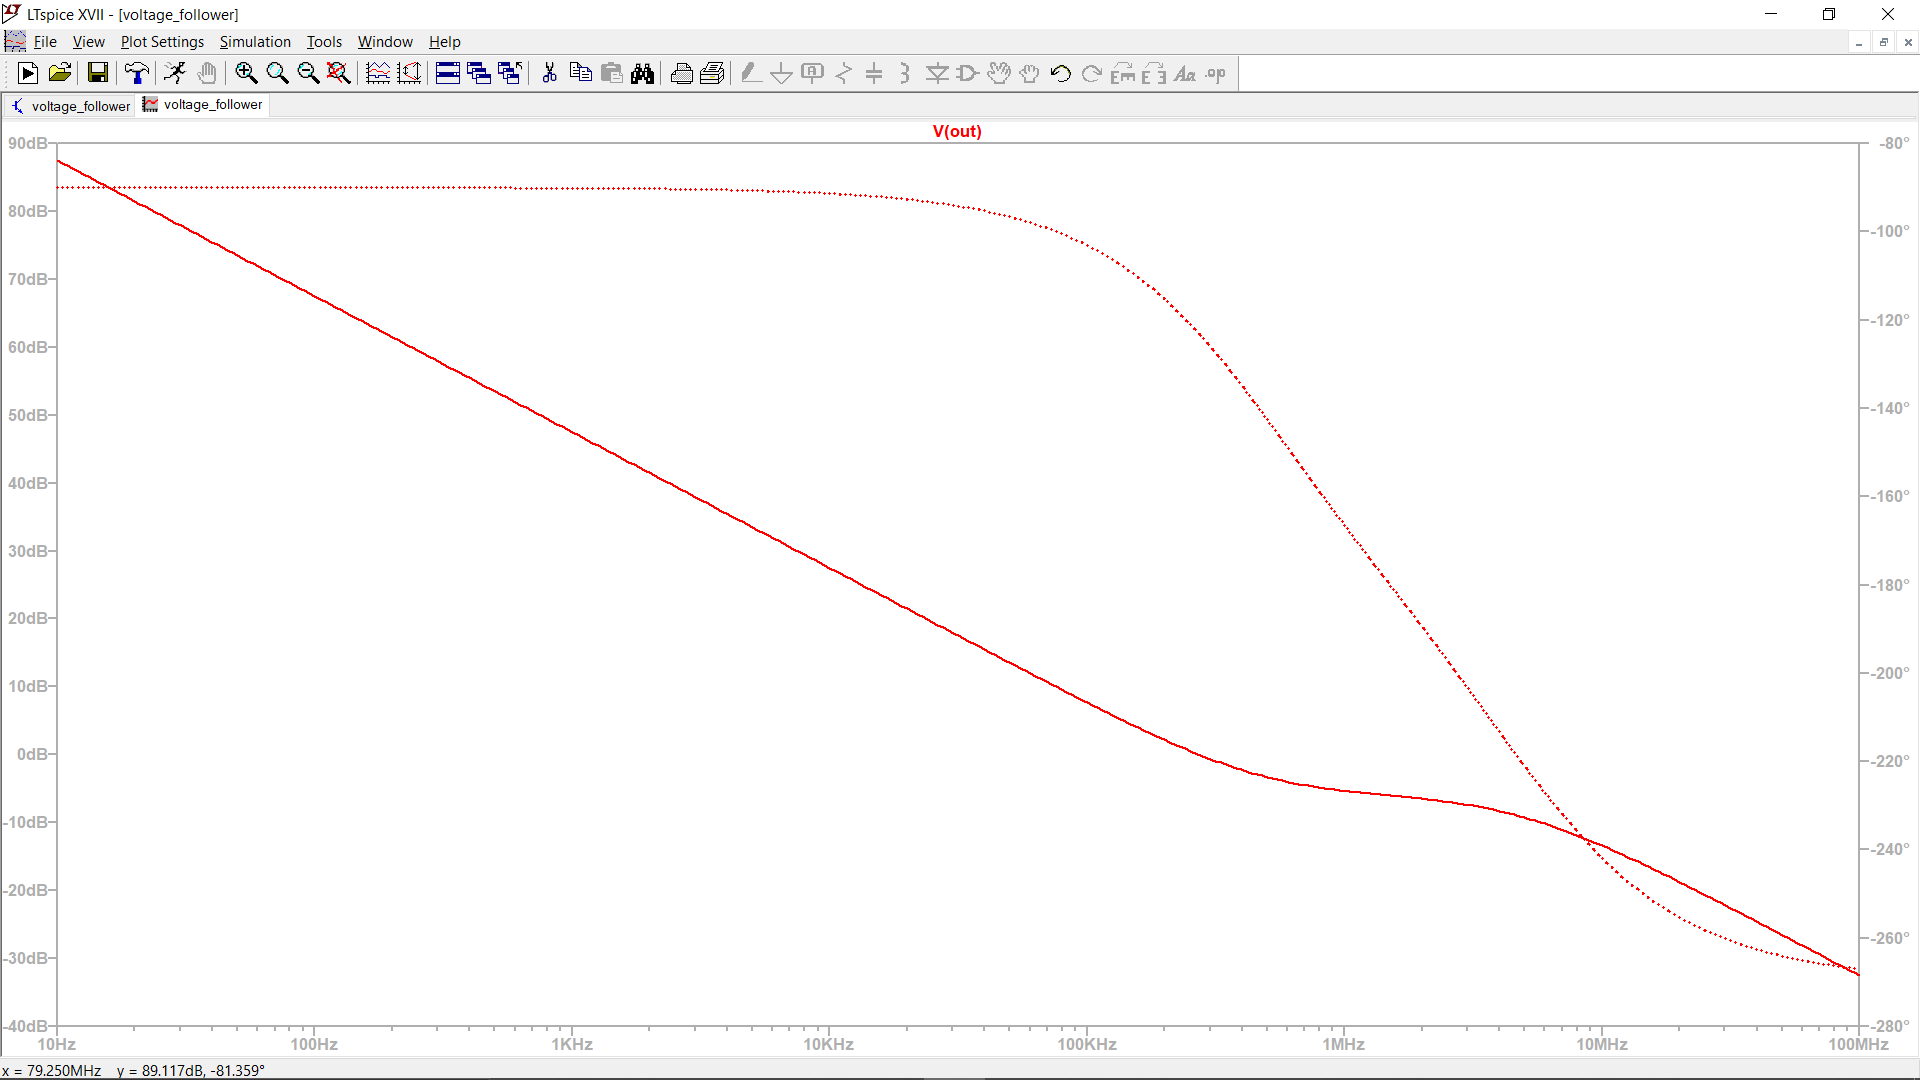 LTspice XVII - [voltage_follower]
File View Plot Settings Simulation Tools Window Help
voltage_follower voltage_follower
V(out)
90dB -80°
80dB
-100°
70dB
-120°
60dB
50dB -140°
40dB -160°
30dB
-180°
20dB
-200°
10dB
0dB -220°
-10dB
-240°
-20dB
-260°
-30dB
-40dB -280°
10Hz 100Hz 1KHz 10KHz 100KHz 1MHz 10MHz 100MHz
x = 79.250MHz y = 89.117dB, -81.359°